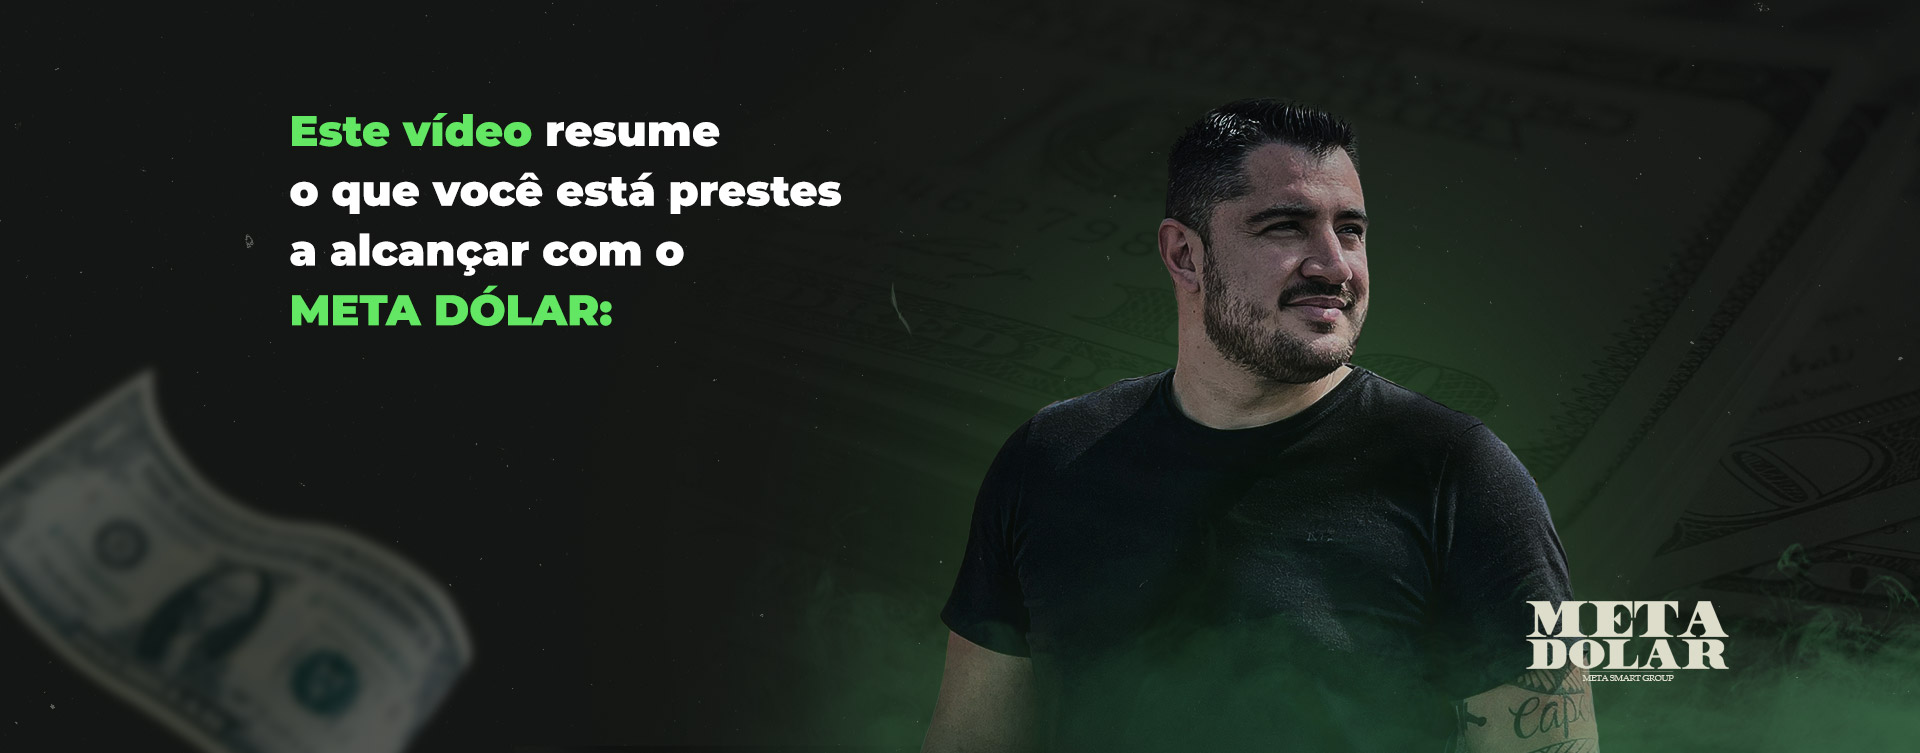 Este vídeo resume
o que você está prestes
a alcançar com o
META DÓLAR:
META
DOLAR
META SMART GROUP